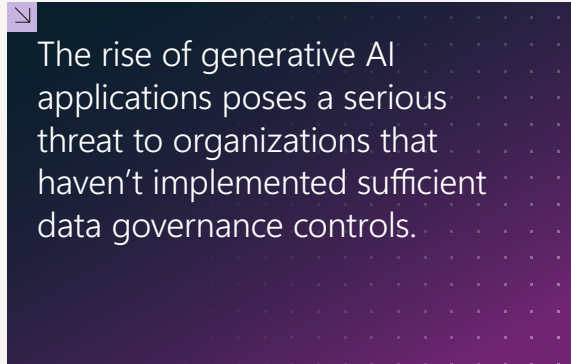 The rise of generative AI
applications poses a serious
threat to organizations that
haven’t implemented sufficient
data governance controls.